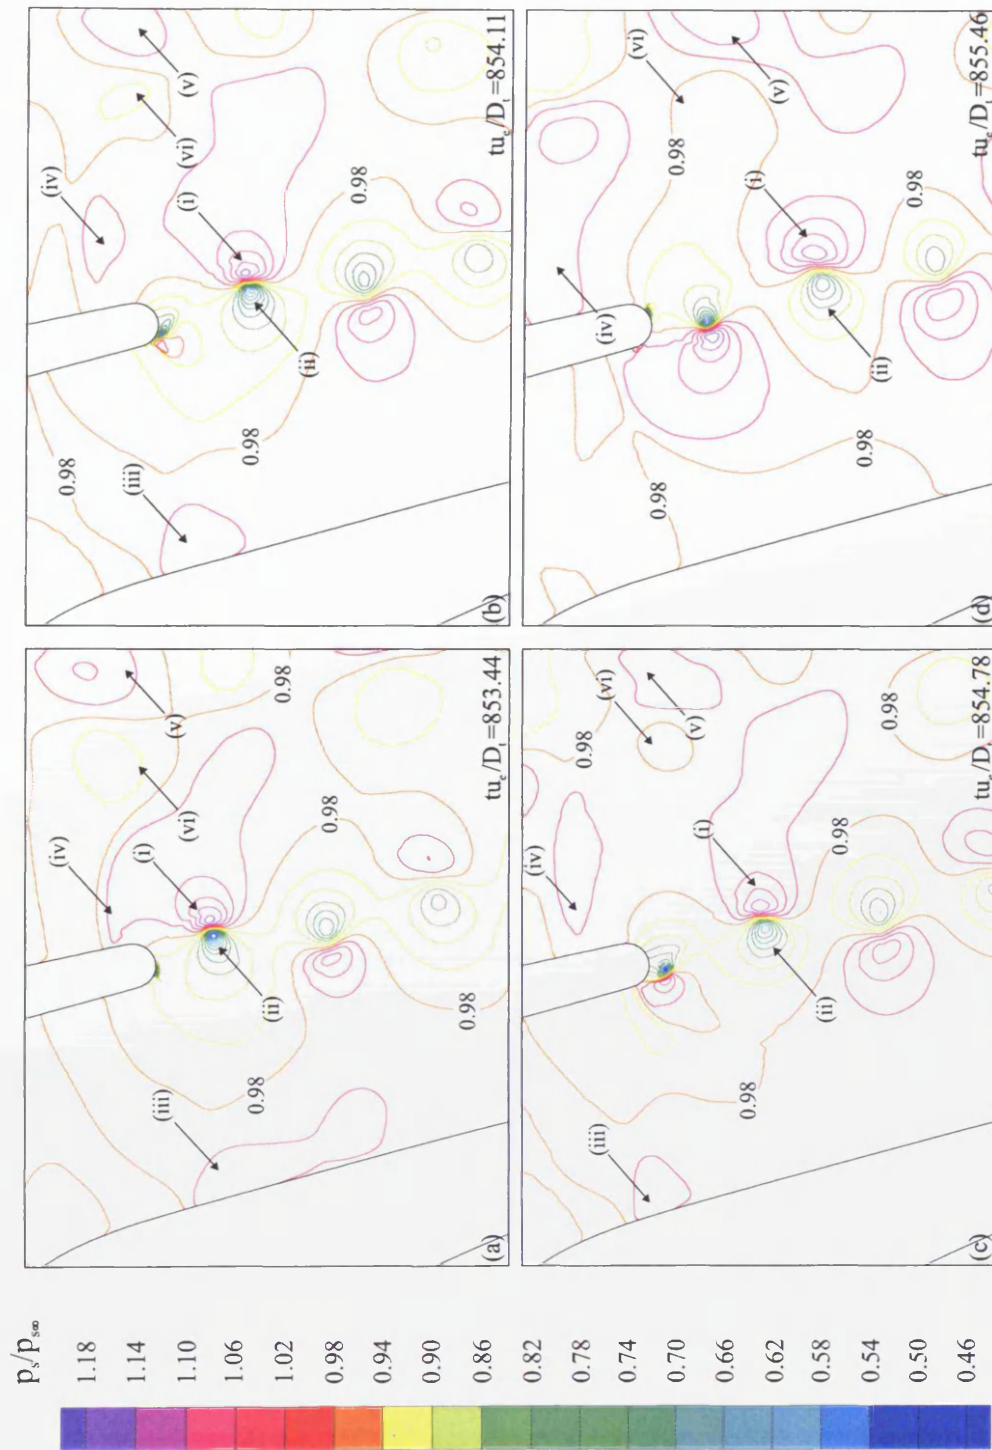 p_s/p_s∞
1.18
1.14
1.10
1.06
1.02
0.98
0.94
0.90
0.86
0.82
0.78
0.74
0.70
0.66
0.62
0.58
0.54
0.50
0.46
(a)
(iii)
(iv)
(i)
(ii)
(vi)
(v)
0.98
0.98
0.98
0.98
tu_e/D_t=853.44
(b)
(iii)
(iv)
(i)
(ii)
(vi)
(v)
0.98
0.98
0.98
tu_e/D_t=854.11
(c)
(iii)
(iv)
(i)
(ii)
(vi)
(v)
0.98
0.98
0.98
0.98
tu_e/D_t=854.78
(d)
(iv)
(i)
(ii)
(vi)
(v)
0.98
0.98
0.98
0.98
tu_e/D_t=855.46